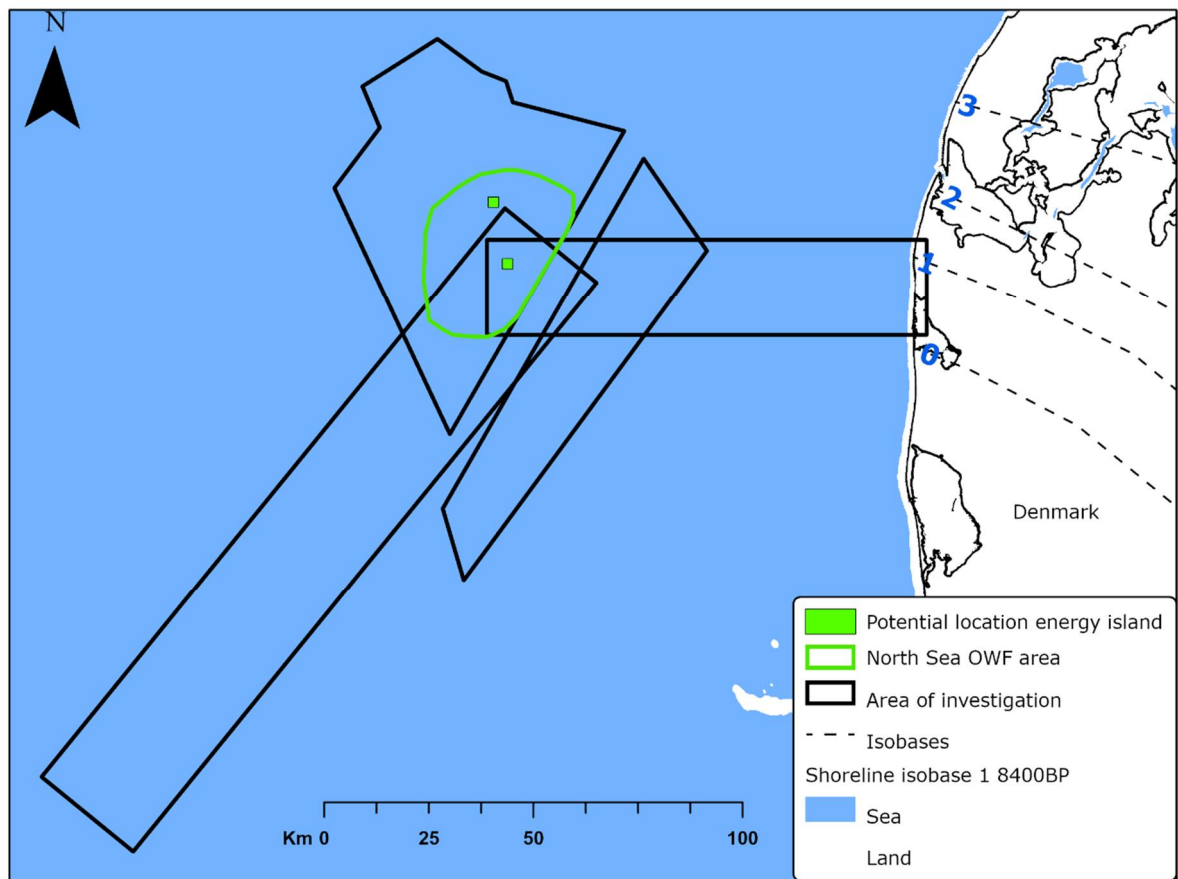 N
3
2
1
0
Denmark
Potential location energy island
North Sea OWF area
Area of investigation
Isobases
Shoreline isobase 1 8400BP
Sea
Land
Km 0 25 50 100